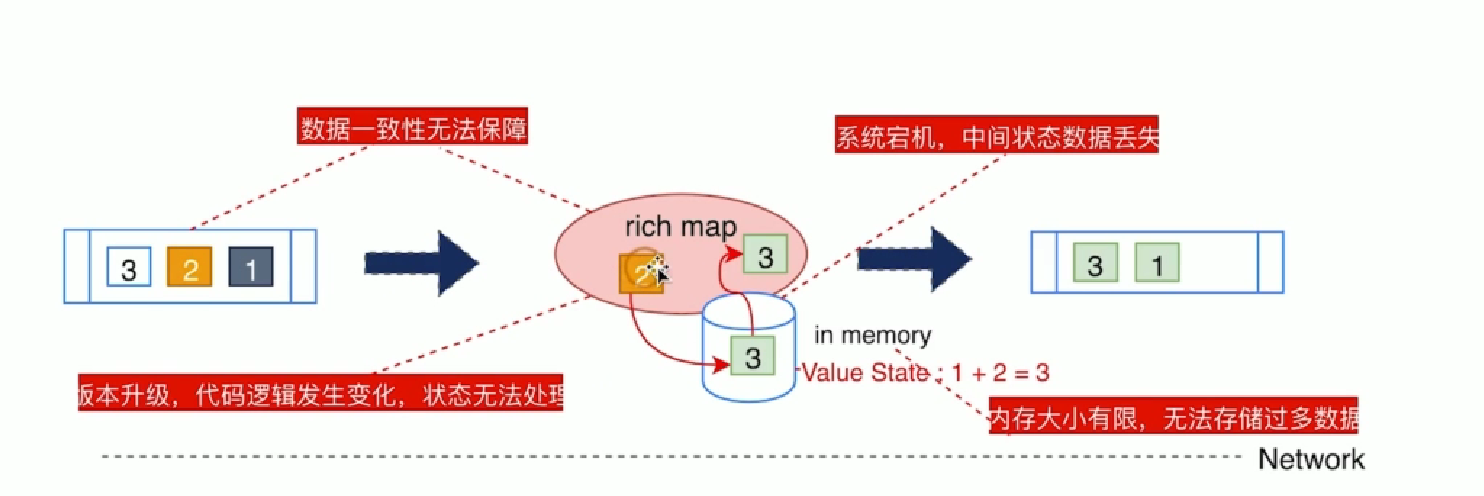 数据一致性无法保障
系统宕机，中间状态数据丢失
rich map
3 2 1
2
3
3 1
3
in memory
Value State : 1 + 2 = 3
版本升级，代码逻辑发生变化，状态无法处理
内存大小有限，无法存储过多数据
Network